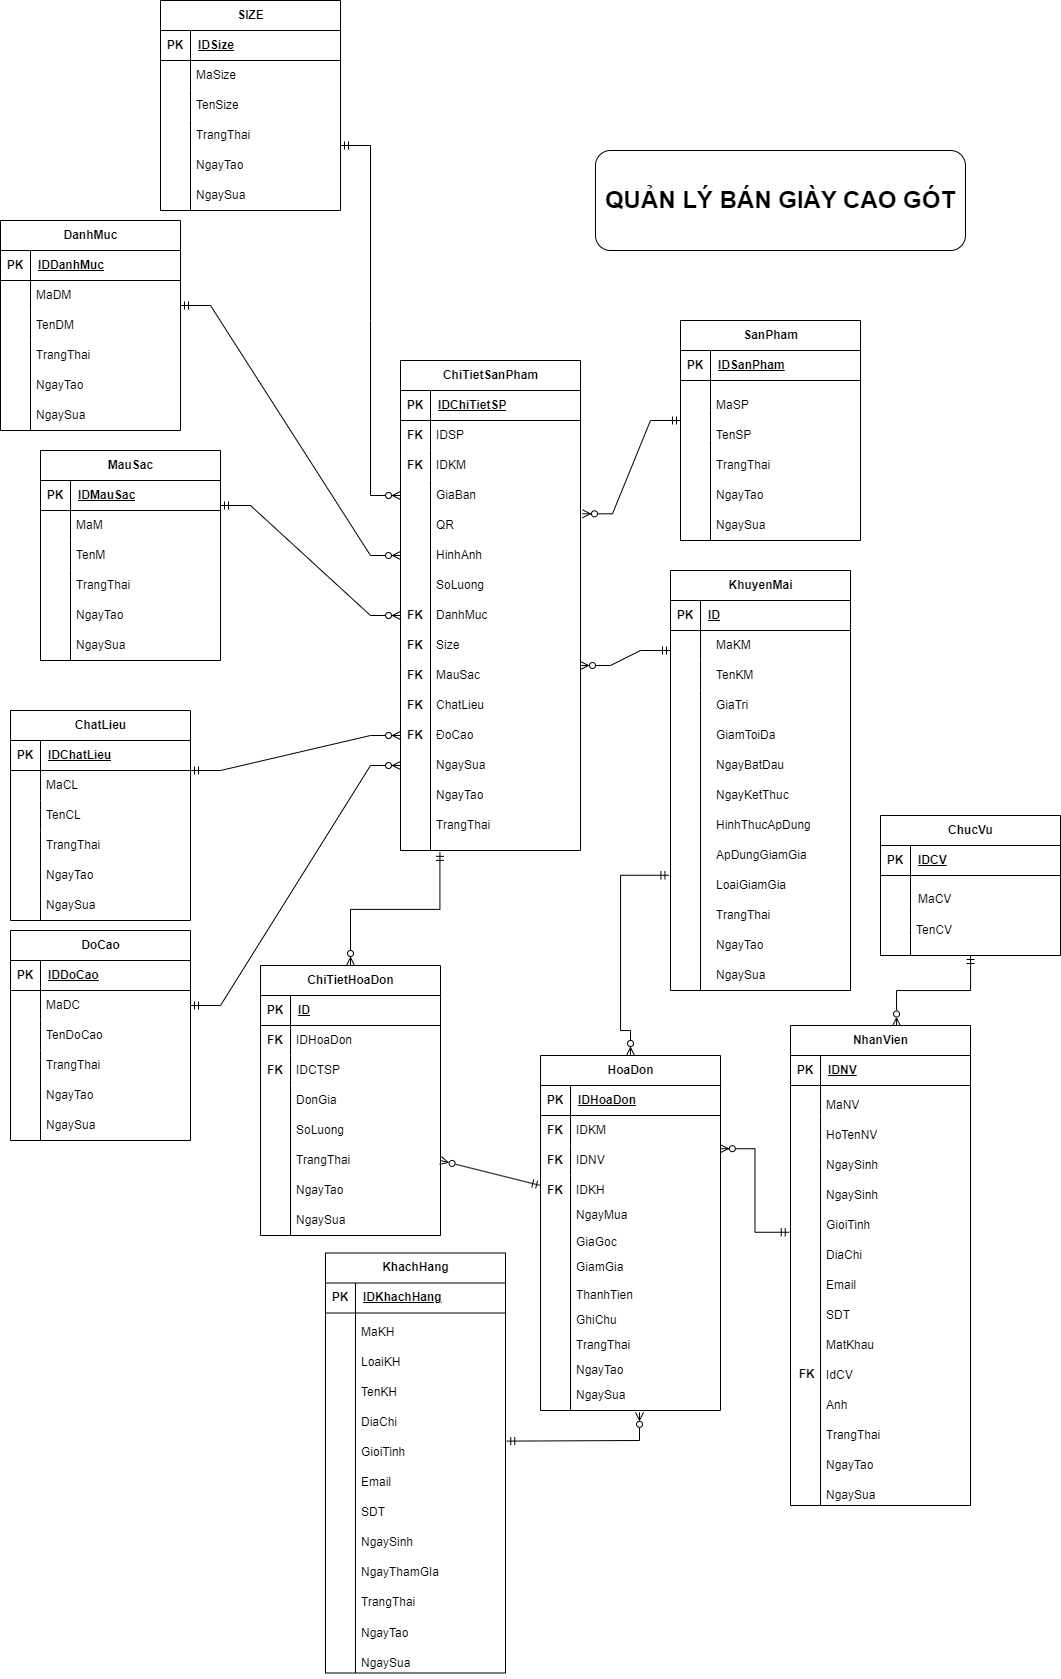 SIZE
PK IDSize
MaSize
TenSize
TrangThai
NgayTao
NgaySua
QUẢN LÝ BÁN GIÀY CAO GÓT
DanhMuc
PK IDDanhMuc
MaDM
TenDM
TrangThai
NgayTao
NgaySua
MauSac
PK IDMauSac
MaM
TenM
TrangThai
NgayTao
NgaySua
ChatLieu
PK IDChatLieu
MaCL
TenCL
TrangThai
NgayTao
NgaySua
DoCao
PK IDDoCao
MaDC
TenDoCao
TrangThai
NgayTao
NgaySua
ChiTietSanPham
PK IDChiTietSP
FK IDSP
FK IDKM
GiaBan
QR
HinhAnh
SoLuong
FK DanhMuc
FK Size
FK MauSac
FK ChatLieu
FK ĐoCao
NgaySua
NgayTao
TrangThai
SanPham
PK IDSanPham
MaSP
TenSP
TrangThai
NgayTao
NgaySua
KhuyenMai
PK ID
MaKM
TenKM
GiaTri
GiamToiDa
NgayBatDau
NgayKetThuc
HinhThucApDung
ApDungGiamGia
LoaiGiamGia
TrangThai
NgayTao
NgaySua
ChucVu
PK IDCV
MaCV
TenCV
ChiTietHoaDon
PK ID
FK IDHoaDon
FK IDCTSP
DonGia
SoLuong
TrangThai
NgayTao
NgaySua
HoaDon
PK IDHoaDon
FK IDKM
FK IDNV
FK IDKH
NgayMua
GiaGoc
GiamGia
ThanhTien
GhiChu
TrangThai
NgayTao
NgaySua
NhanVien
PK IDNV
MaNV
HoTenNV
NgaySinh
NgaySinh
GioiTinh
DiaChi
Email
SDT
MatKhau
FK IdCV
Anh
TrangThai
NgayTao
NgaySua
KhachHang
PK IDKhachHang
MaKH
LoaiKH
TenKH
DiaChi
GioiTinh
Email
SDT
NgaySinh
NgayThamGIa
TrangThai
NgayTao
NgaySua